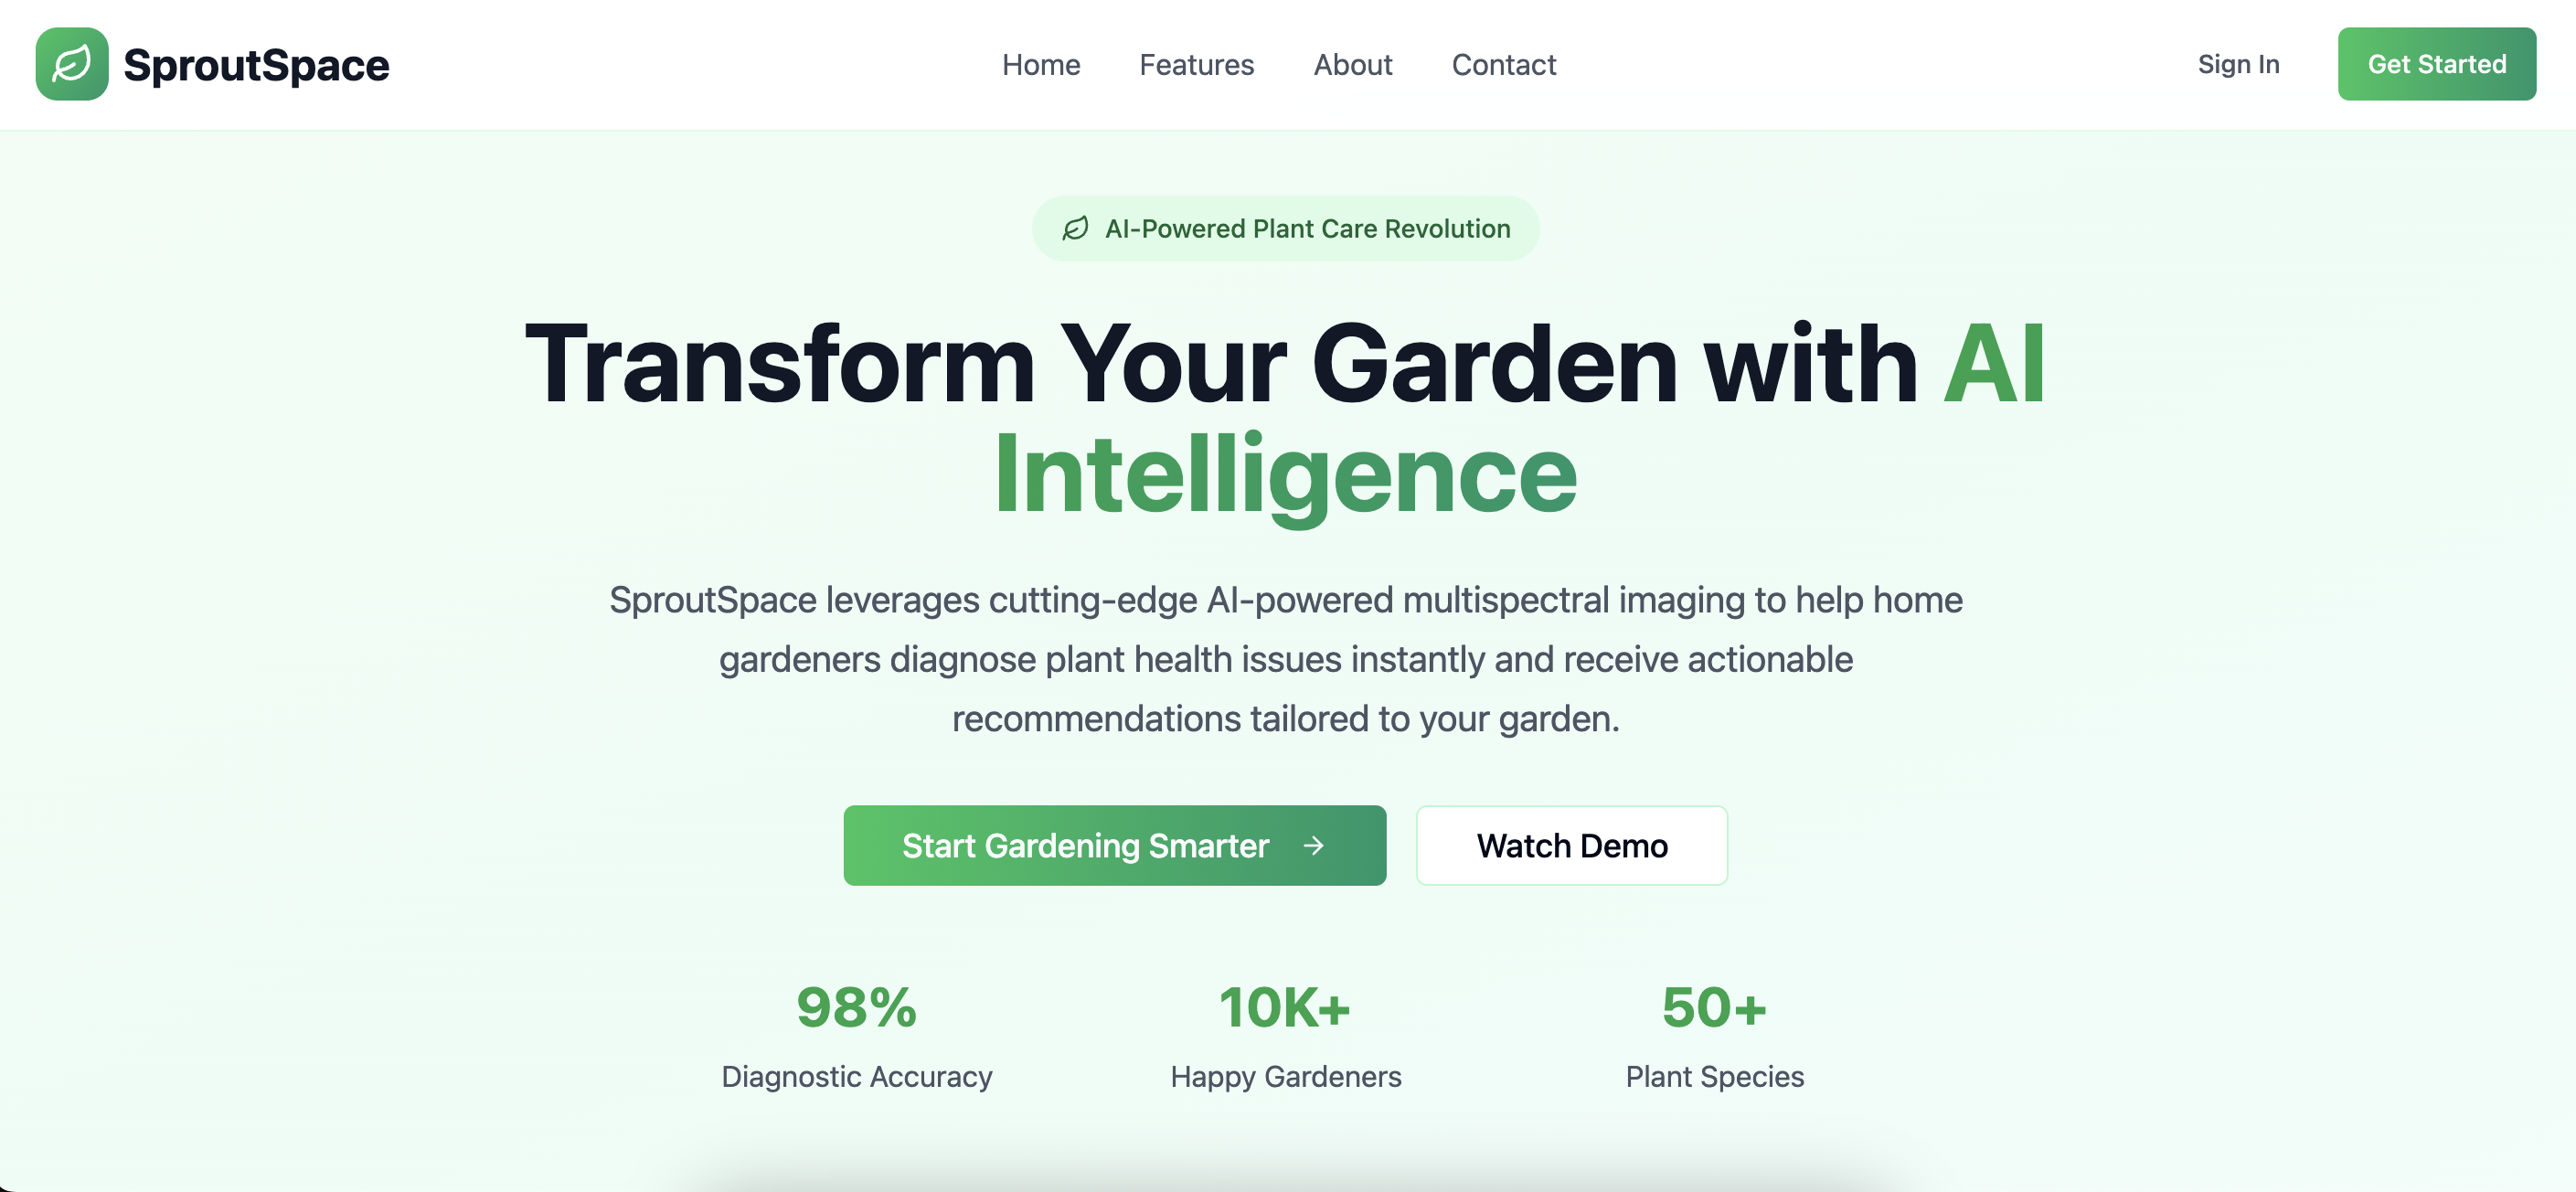 SproutSpace
Home
Features
About
Contact
Sign In
Get Started
AI-Powered Plant Care Revolution
Transform Your Garden with AI
Intelligence
SproutSpace leverages cutting-edge AI-powered multispectral imaging to help home
gardeners diagnose plant health issues instantly and receive actionable
recommendations tailored to your garden.
Start Gardening Smarter →
Watch Demo
98%
Diagnostic Accuracy
10K+
Happy Gardeners
50+
Plant Species